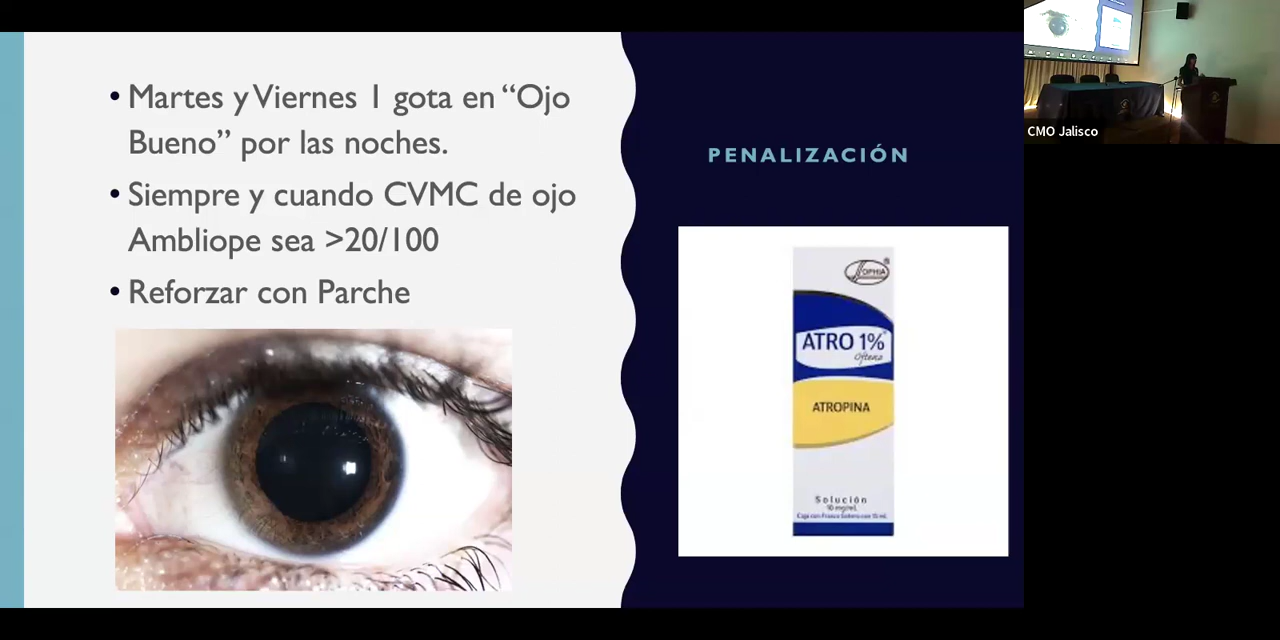 • Martes y Viernes 1 gota en “Ojo
Bueno” por las noches.
• Siempre y cuando CVMC de ojo
Ambliope sea >20/100
• Reforzar con Parche
PENALIZACIÓN
SOPHIA
ATRO 1%
Ofteno
ATROPINA
Solución
10 mg/mL
Caja con Frasco Gotero con 15 mL
CMO Jalisco